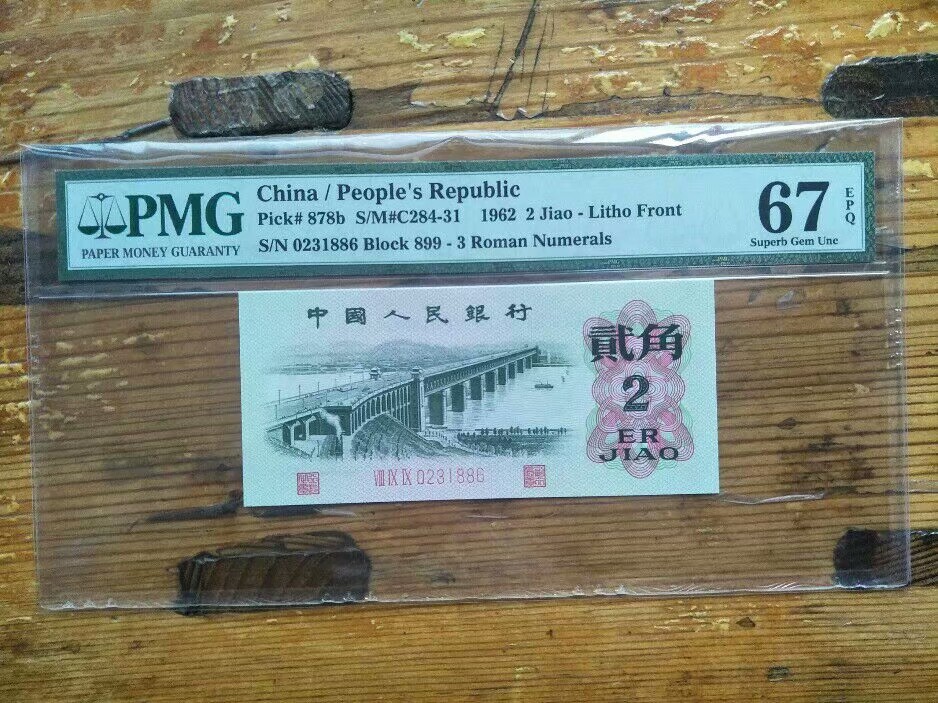 PMG
PAPER MONEY GUARANTY
China / People's Republic
Pick# 878b S/M#C284-31 1962 2 Jiao - Litho Front
S/N 0231886 Block 899 - 3 Roman Numerals
67
EPQ
Superb Gem Unc
中國人民銀行
貳角
2
ER
JIAO
VIII IX IX 0231886